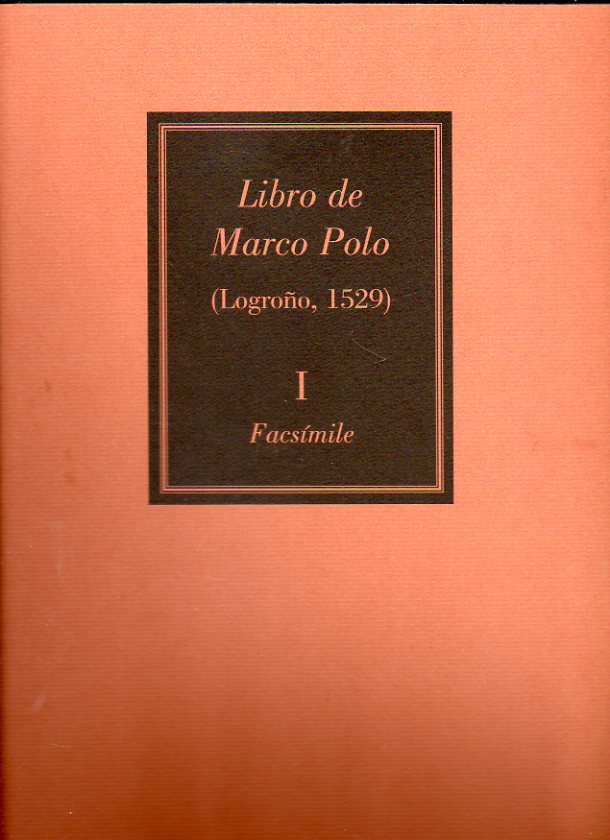 Libro de
Marco Polo
(Logroño, 1529)
I
Facsímile